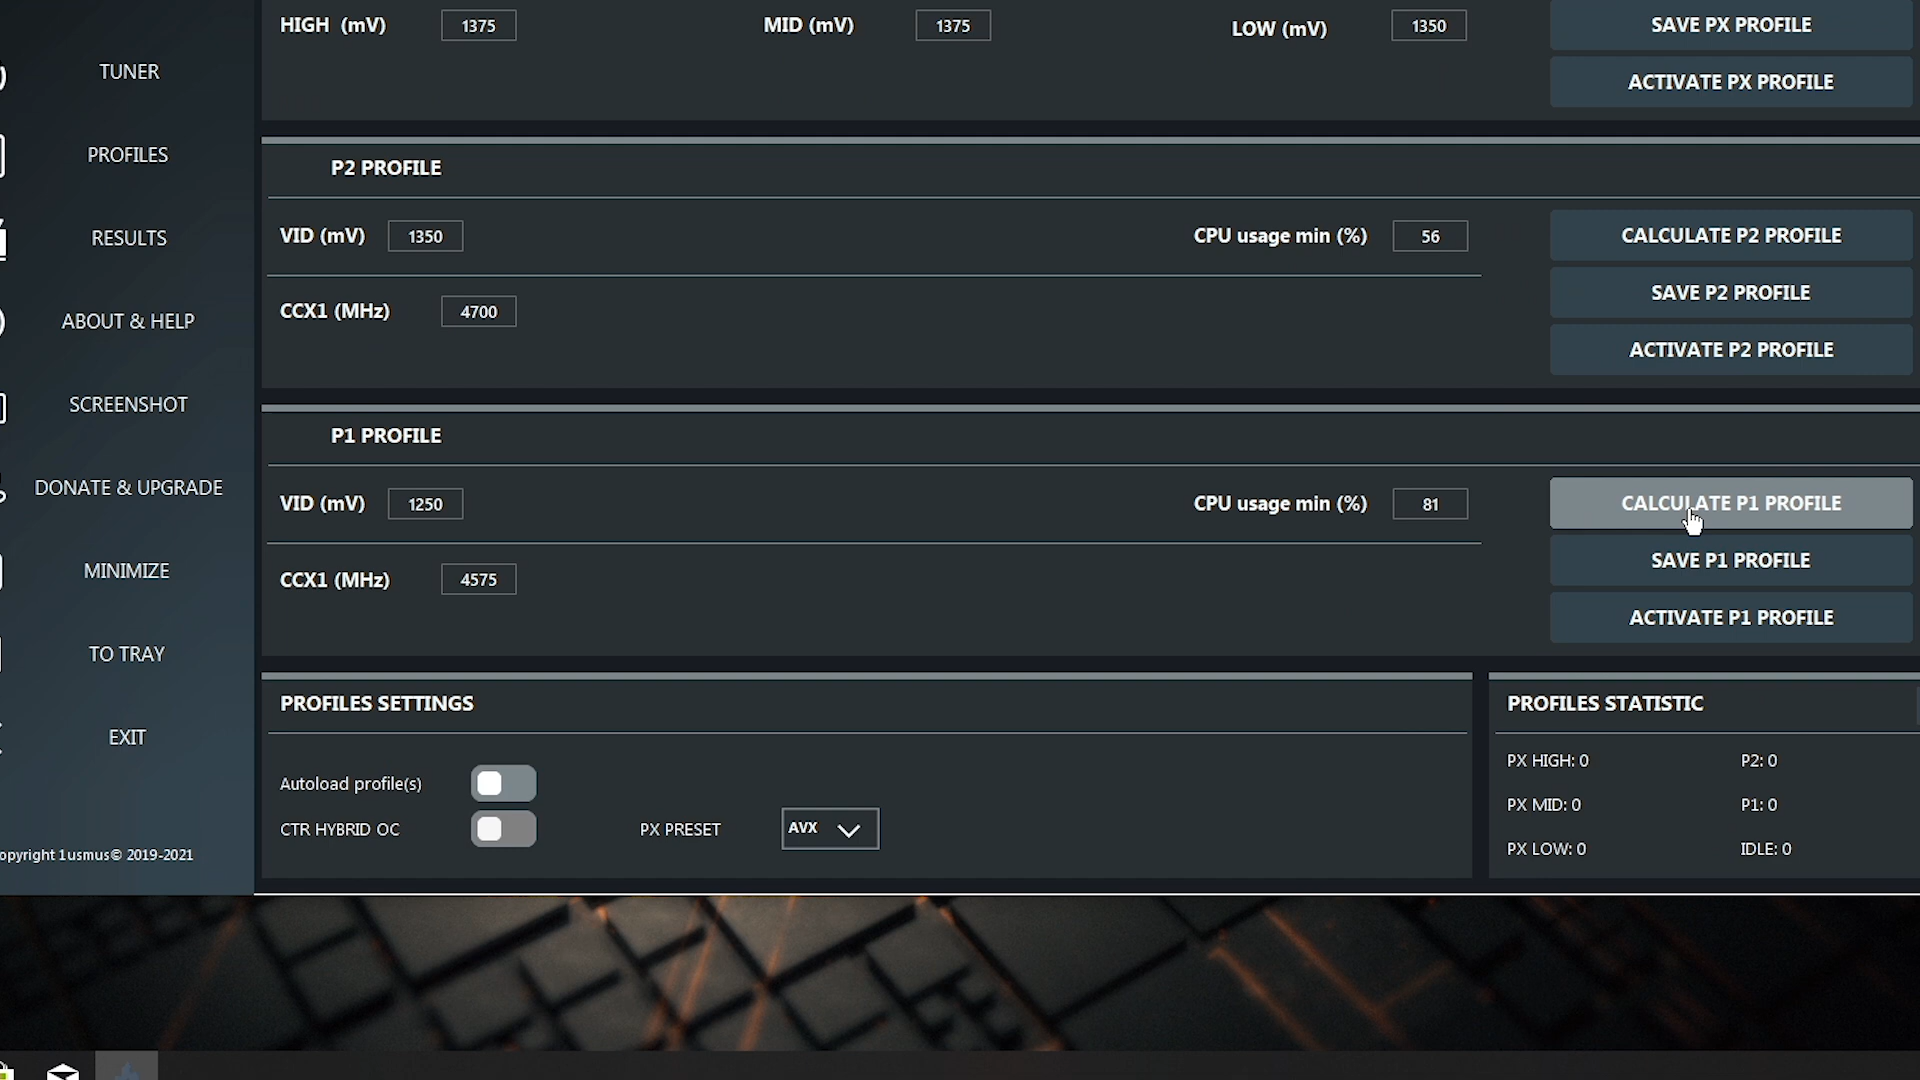 HIGH (mV) 1375 MID (mV) 1375 LOW (mV) 1350 SAVE PX PROFILE
ACTIVATE PX PROFILE
TUNER
PROFILES
RESULTS
ABOUT & HELP
SCREENSHOT
DONATE & UPGRADE
MINIMIZE
TO TRAY
EXIT
opyright 1usmus© 2019-2021
P2 PROFILE
VID (mV) 1350 CPU usage min (%) 56 CALCULATE P2 PROFILE
SAVE P2 PROFILE
CCX1 (MHz) 4700
ACTIVATE P2 PROFILE
P1 PROFILE
VID (mV) 1250 CPU usage min (%) 81 CALCULATE P1 PROFILE
SAVE P1 PROFILE
CCX1 (MHz) 4575
ACTIVATE P1 PROFILE
PROFILES SETTINGS
Autoload profile(s)
CTR HYBRID OC PX PRESET AVX
PROFILES STATISTIC
PX HIGH: 0 P2: 0
PX MID: 0 P1: 0
PX LOW: 0 IDLE: 0